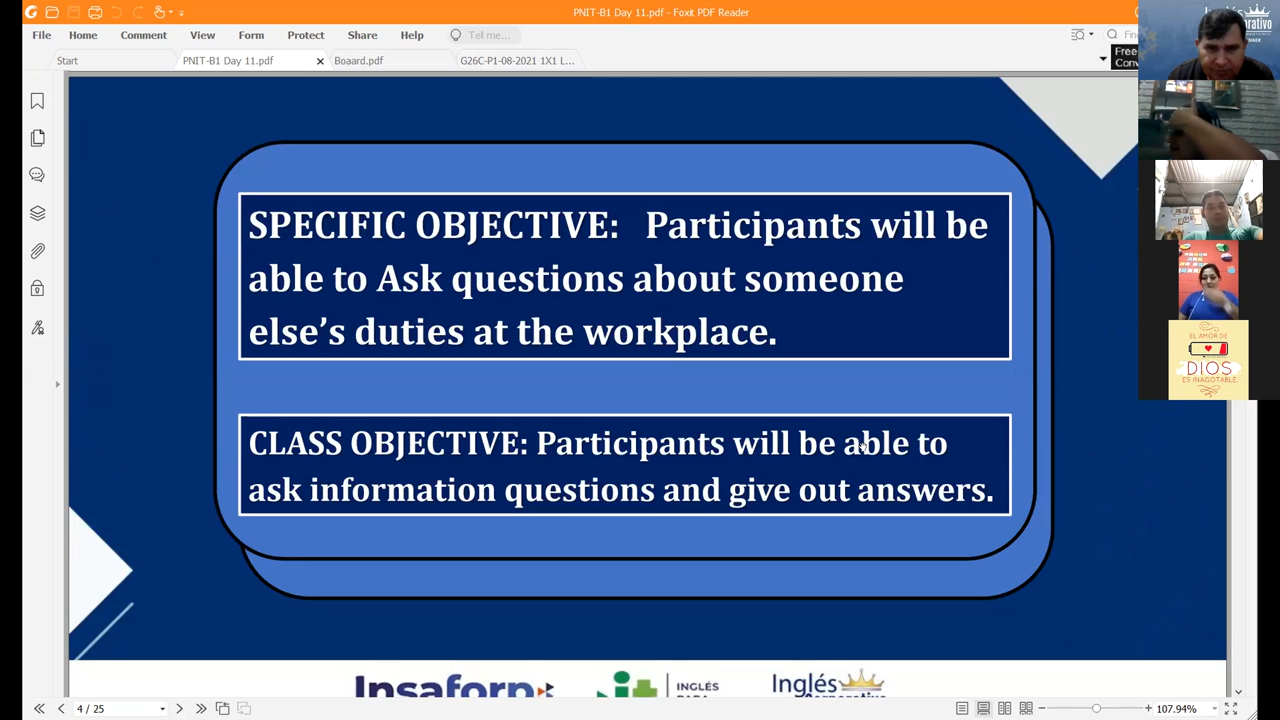 PNIT-B1 Day 11.pdf - Foxit PDF Reader
File Home Comment View Form Protect Share Help Tell me...
Start PNIT-B1 Day 11.pdf Boaard.pdf G26C-P1-08-2021 1X1 L...
Free
Conv
SPECIFIC OBJECTIVE: Participants will be
able to Ask questions about someone
else's duties at the workplace.
CLASS OBJECTIVE: Participants will be able to
ask information questions and give out answers.
EL AMOR DE
DIOS
ES INAGOTABLE.
Insaforp
INGLÉS
Inglés
4 / 25
107.94%